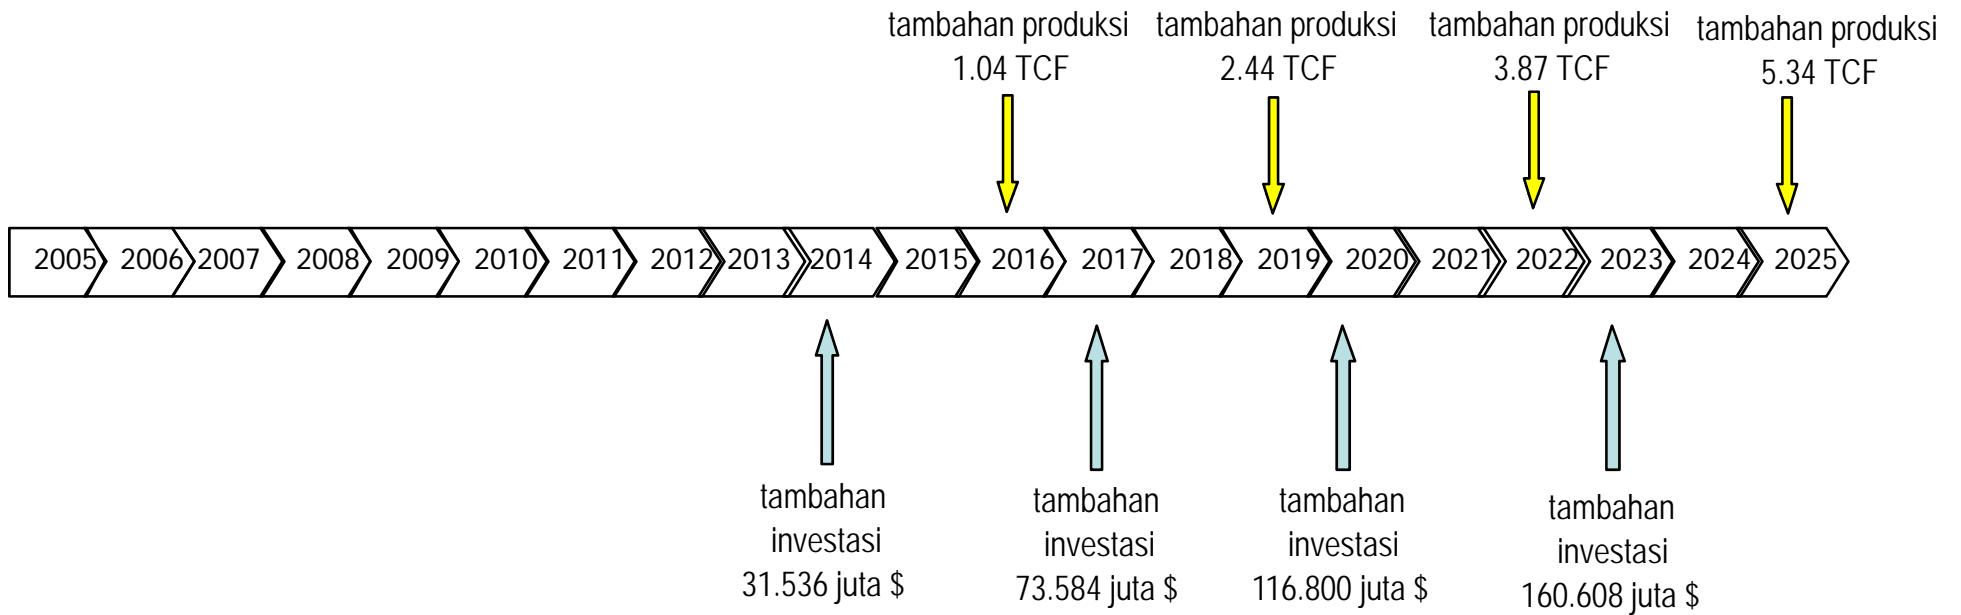 tambahan produksi
1.04 TCF
tambahan produksi
2.44 TCF
tambahan produksi
3.87 TCF
tambahan produksi
5.34 TCF
2005 2006 2007 2008 2009 2010 2011 2012 2013 2014 2015 2016 2017 2018 2019 2020 2021 2022 2023 2024 2025
tambahan
investasi
31.536 juta $
tambahan
investasi
73.584 juta $
tambahan
investasi
116.800 juta $
tambahan
investasi
160.608 juta $